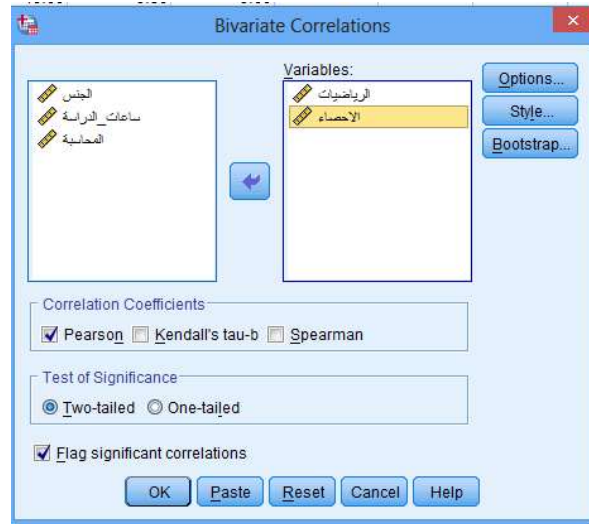 Bivariate Correlations
Variables:
الجنس
ساعات_الدراسة
المحاسبة
الرياضيات
الاحصاء
Options...
Style...
Bootstrap...
Correlation Coefficients
Pearson Kendall's tau-b Spearman
Test of Significance
Two-tailed One-tailed
Flag significant correlations
OK Paste Reset Cancel Help